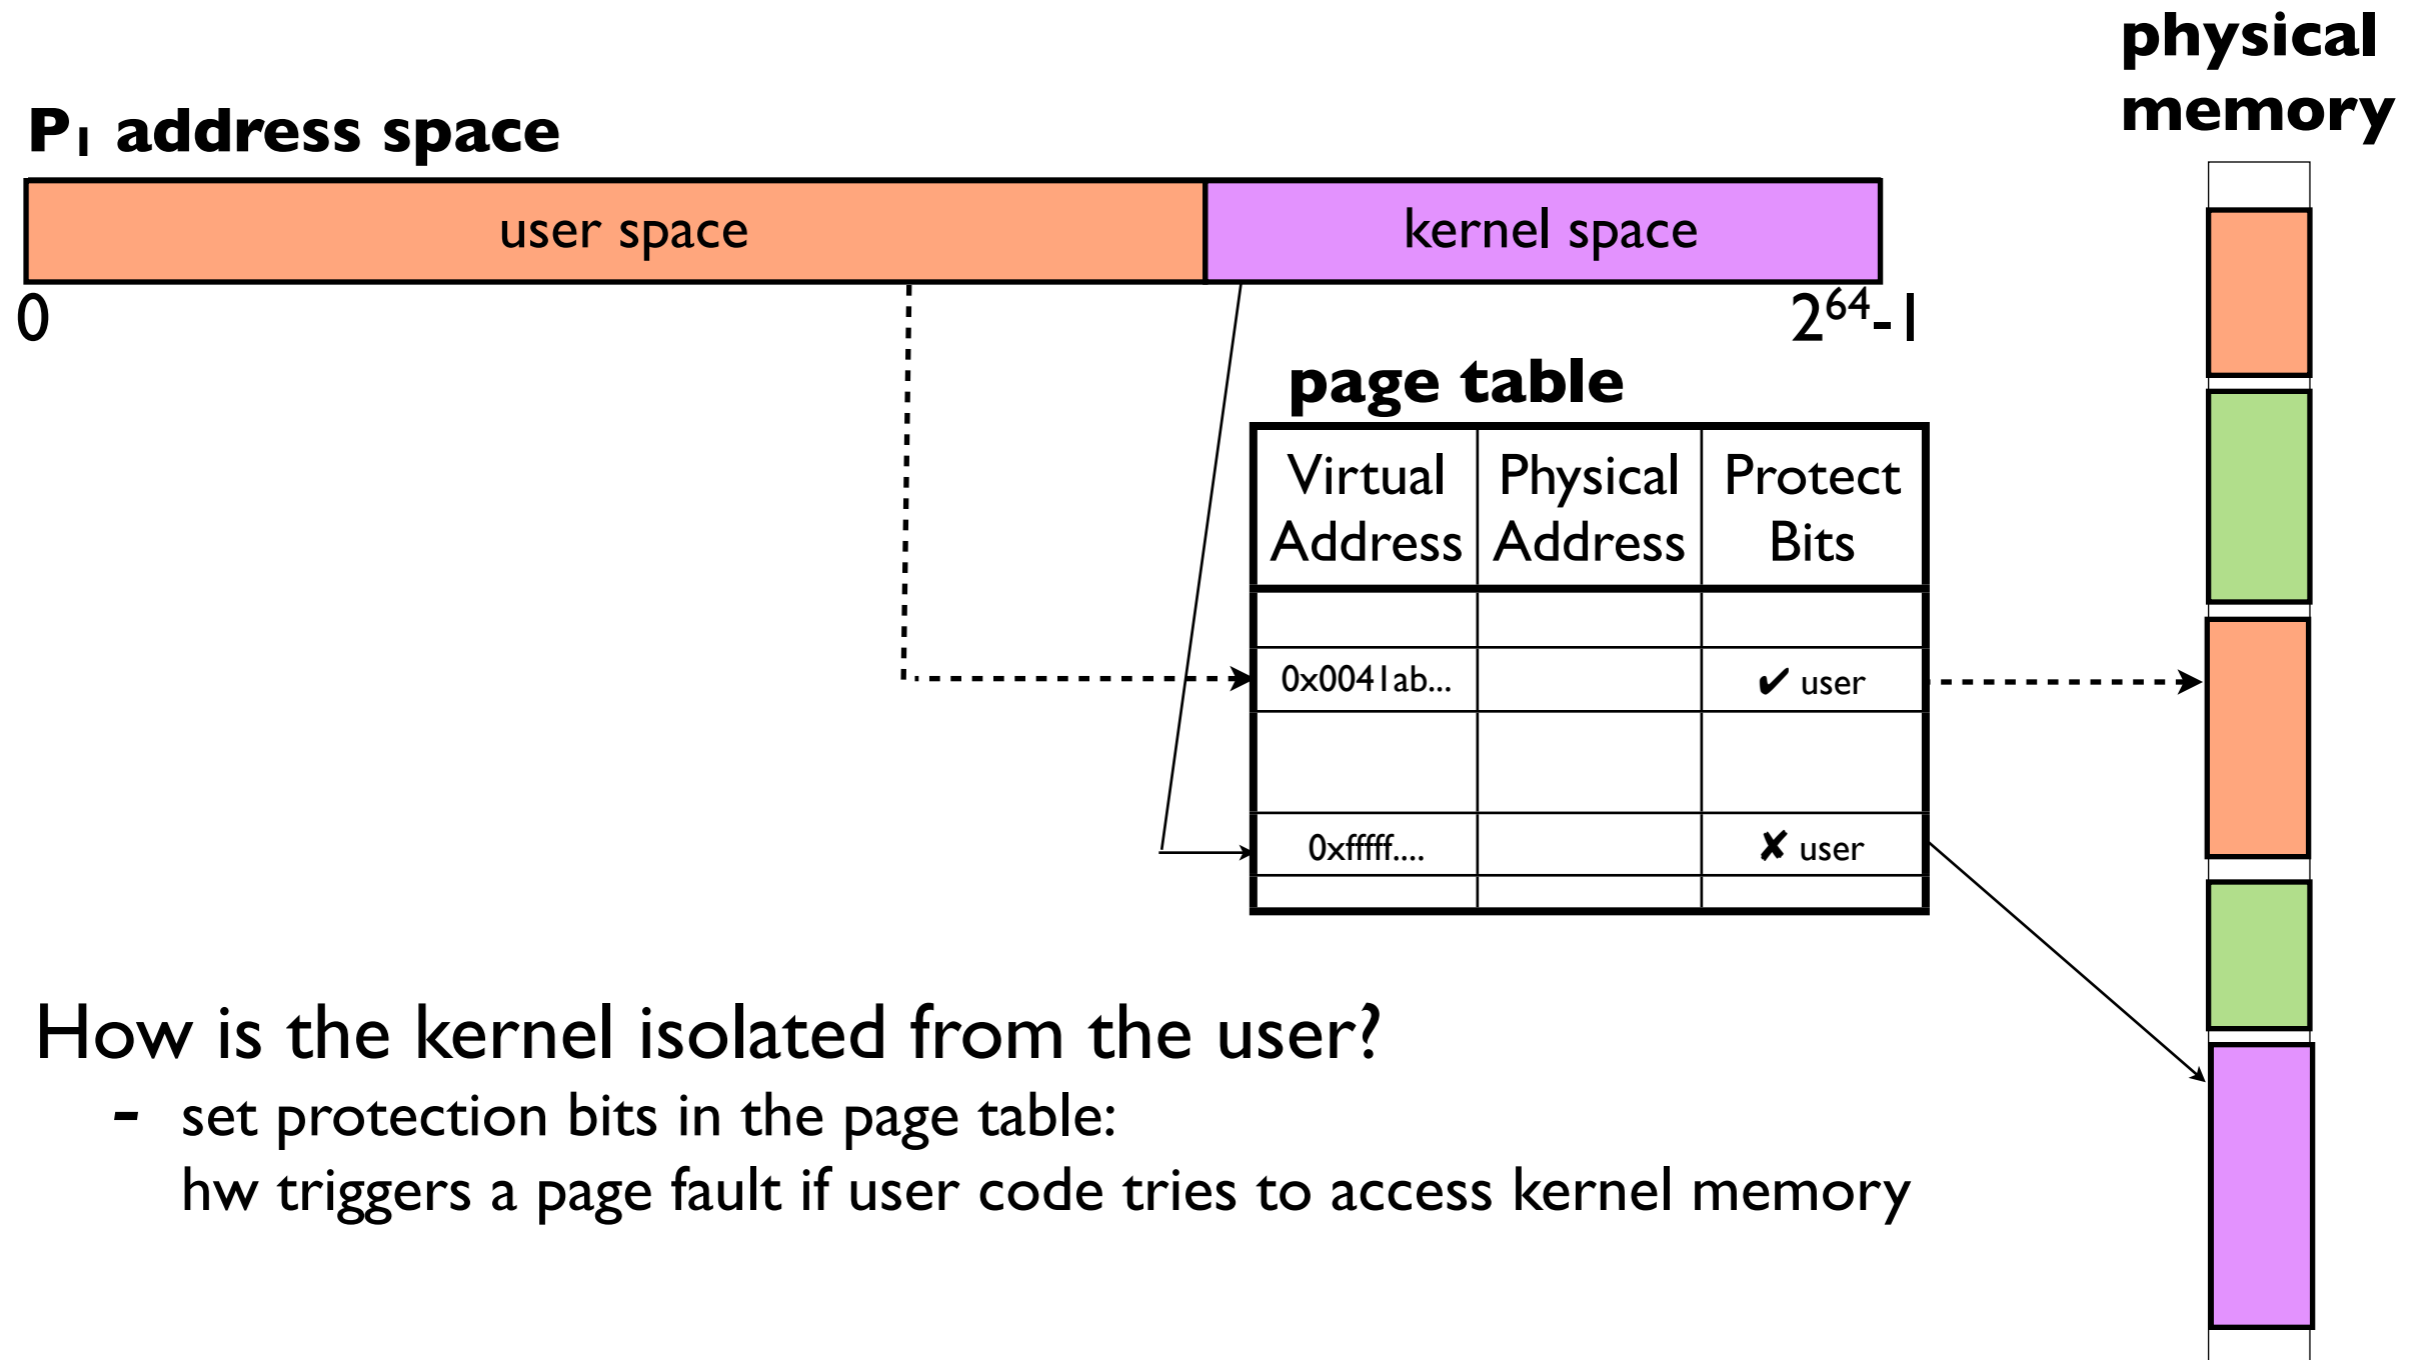 physical
memory
P₁ address space
user space
kernel space
0
2⁶⁴-1
page table
Virtual Address
Physical Address
Protect Bits
0x0041ab...
✔ user
0xfffff....
✘ user
How is the kernel isolated from the user?
- set protection bits in the page table:
hw triggers a page fault if user code tries to access kernel memory